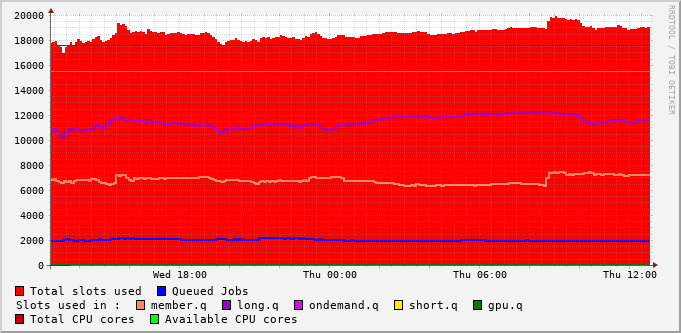 RRDTOOL / TOBI OETIKER
20000
18000
16000
14000
12000
10000
8000
6000
4000
2000
0
Wed 18:00 Thu 00:00 Thu 06:00 Thu 12:00
Total slots used Queued Jobs
Slots used in : member.q long.q ondemand.q short.q gpu.q
Total CPU cores Available CPU cores